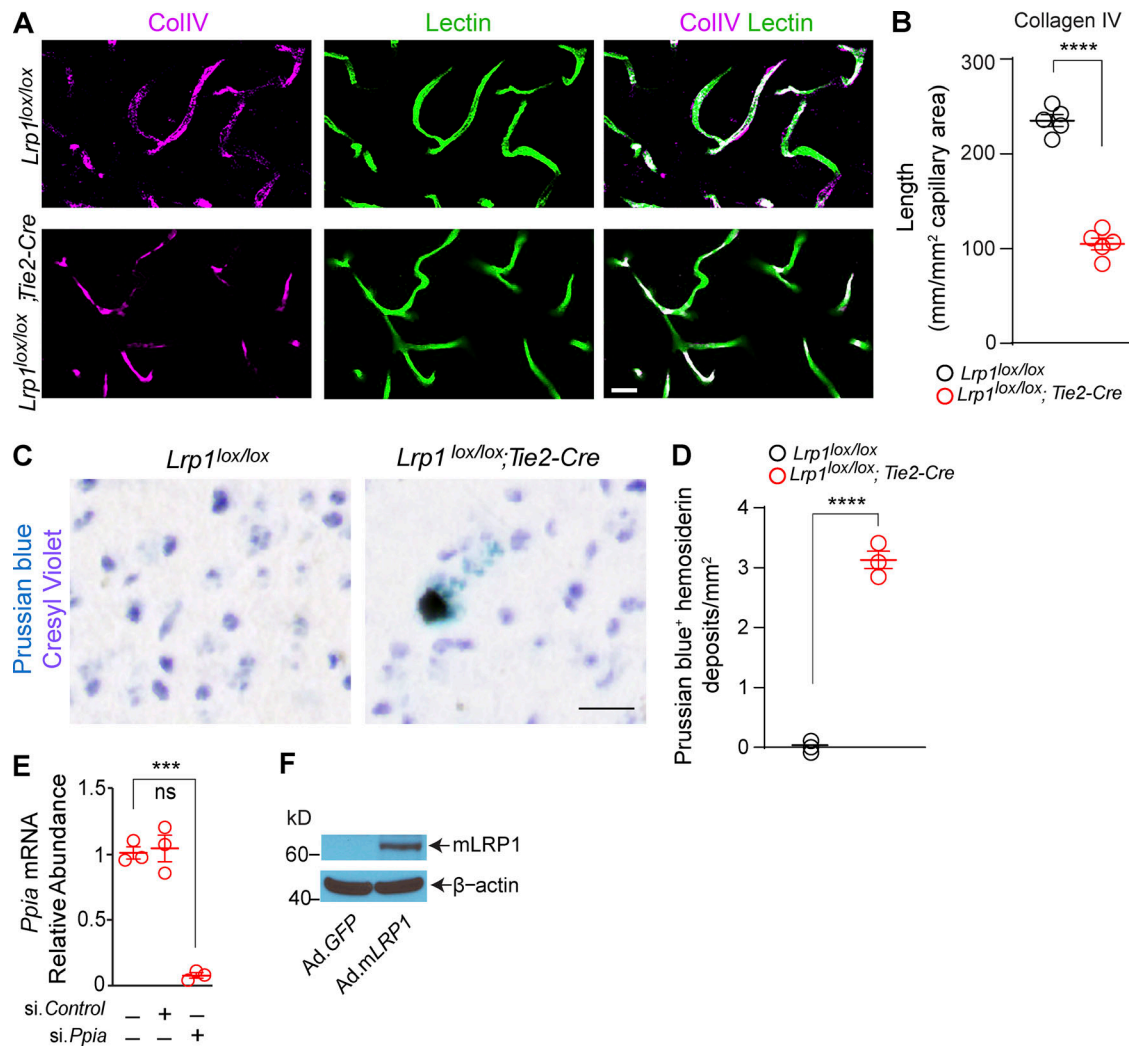 A
ColIV
Lectin
ColIV Lectin
Lrp1lox/lox
Lrp1lox/lox ;Tie2-Cre
B
Collagen IV
****
Length
(mm/mm² capillary area)
300
200
100
0
Lrp1lox/lox
Lrp1lox/lox; Tie2-Cre
C
Lrp1lox/lox
Lrp1 lox/lox;Tie2-Cre
Prussian blue
Cresyl Violet
D
Lrp1lox/lox
Lrp1lox/lox; Tie2-Cre
****
Prussian blue⁺ hemosiderin
deposits/mm²
4
3
2
1
0
E
***
ns
Ppia mRNA
Relative Abundance
1.5
1
0.5
0
si.Control – + –
si.Ppia – – +
F
kD
60
mLRP1
40
β–actin
Ad.GFP
Ad.mLRP1